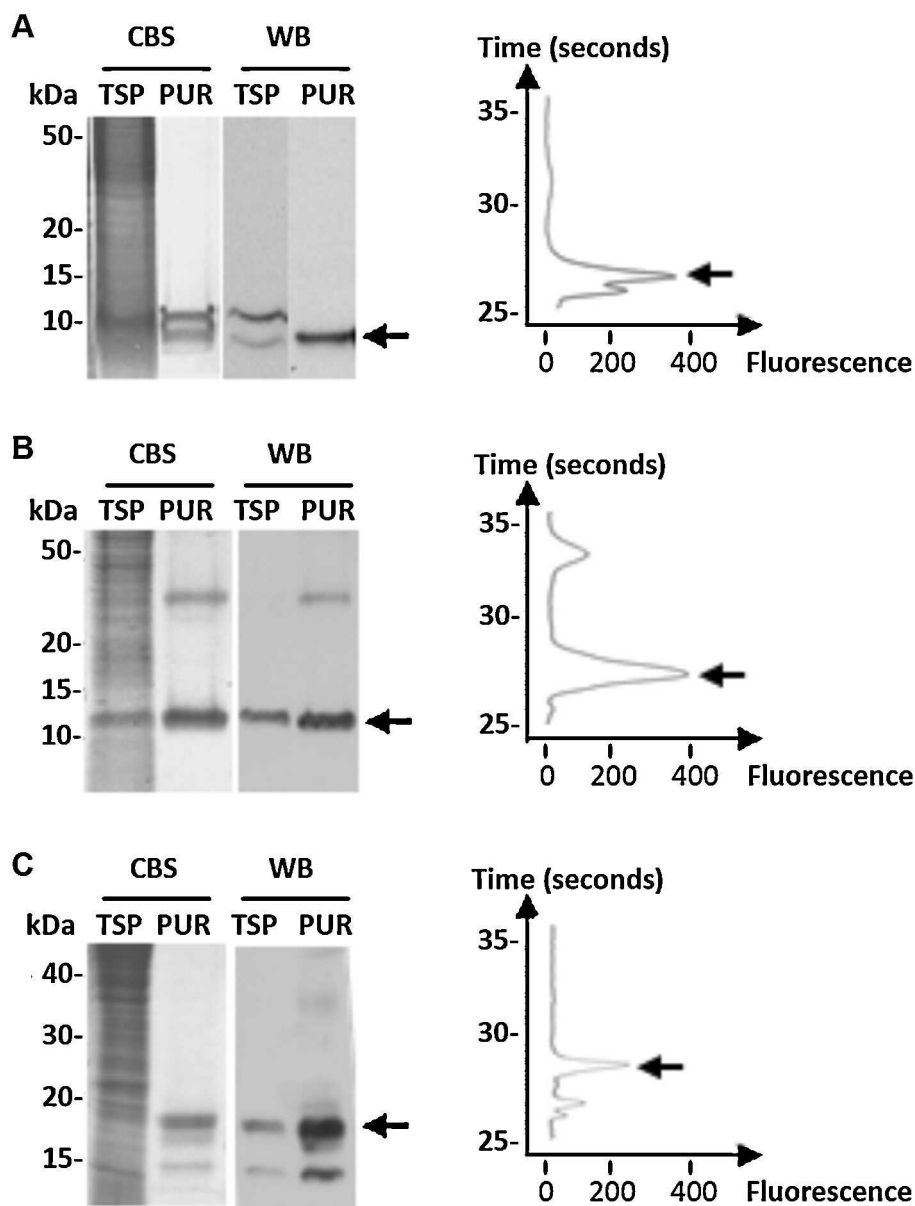 A
CBS WB
kDa TSP PUR TSP PUR
50-
20-
15-
10-
Time (seconds)
35-
30-
25-
0 200 400 Fluorescence
B
CBS WB
kDa TSP PUR TSP PUR
50-
20-
15-
10-
Time (seconds)
35-
30-
25-
0 200 400 Fluorescence
C
CBS WB
kDa TSP PUR TSP PUR
40-
30-
20-
15-
Time (seconds)
35-
30-
25-
0 200 400 Fluorescence